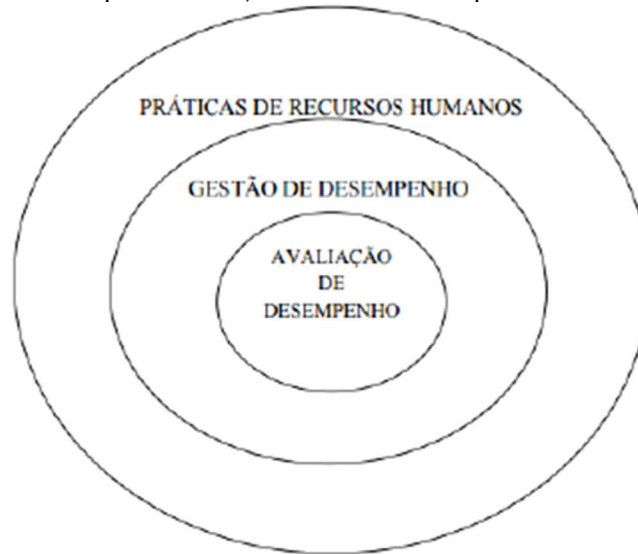 PRÁTICAS DE RECURSOS HUMANOS
GESTÃO DE DESEMPENHO
AVALIAÇÃO
DE
DESEMPENHO